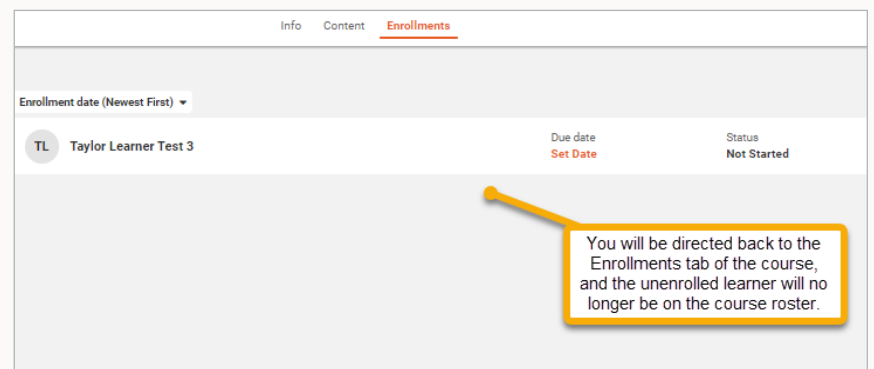 Info Content Enrollments
Enrollment date (Newest First)
TL Taylor Learner Test 3
Due date
Set Date
Status
Not Started
You will be directed back to the
Enrollments tab of the course,
and the unenrolled learner will no
longer be on the course roster.